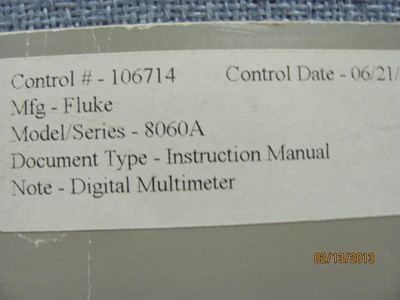 Control # - 106714 Control Date - 06/21/
Mfg - Fluke
Model/Series - 8060A
Document Type - Instruction Manual
Note - Digital Multimeter
02/13/2013